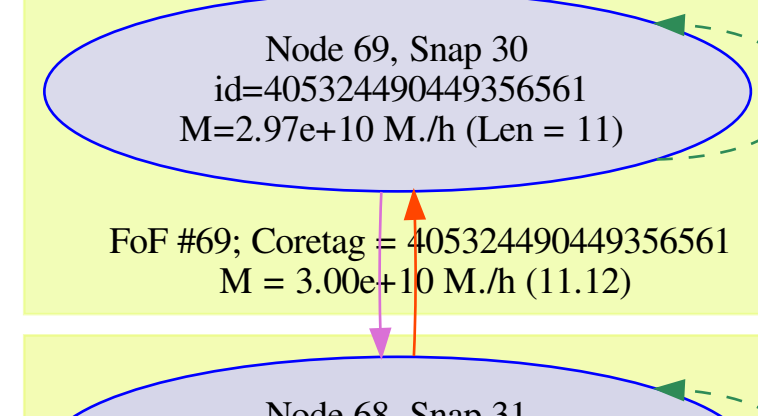 Node 69, Snap 30
id=405324490449356561
M=2.97e+10 M./h (Len = 11)
FoF #69; Coretag = 405324490449356561
M = 3.00e+10 M./h (11.12)
Node 68, Snap 31